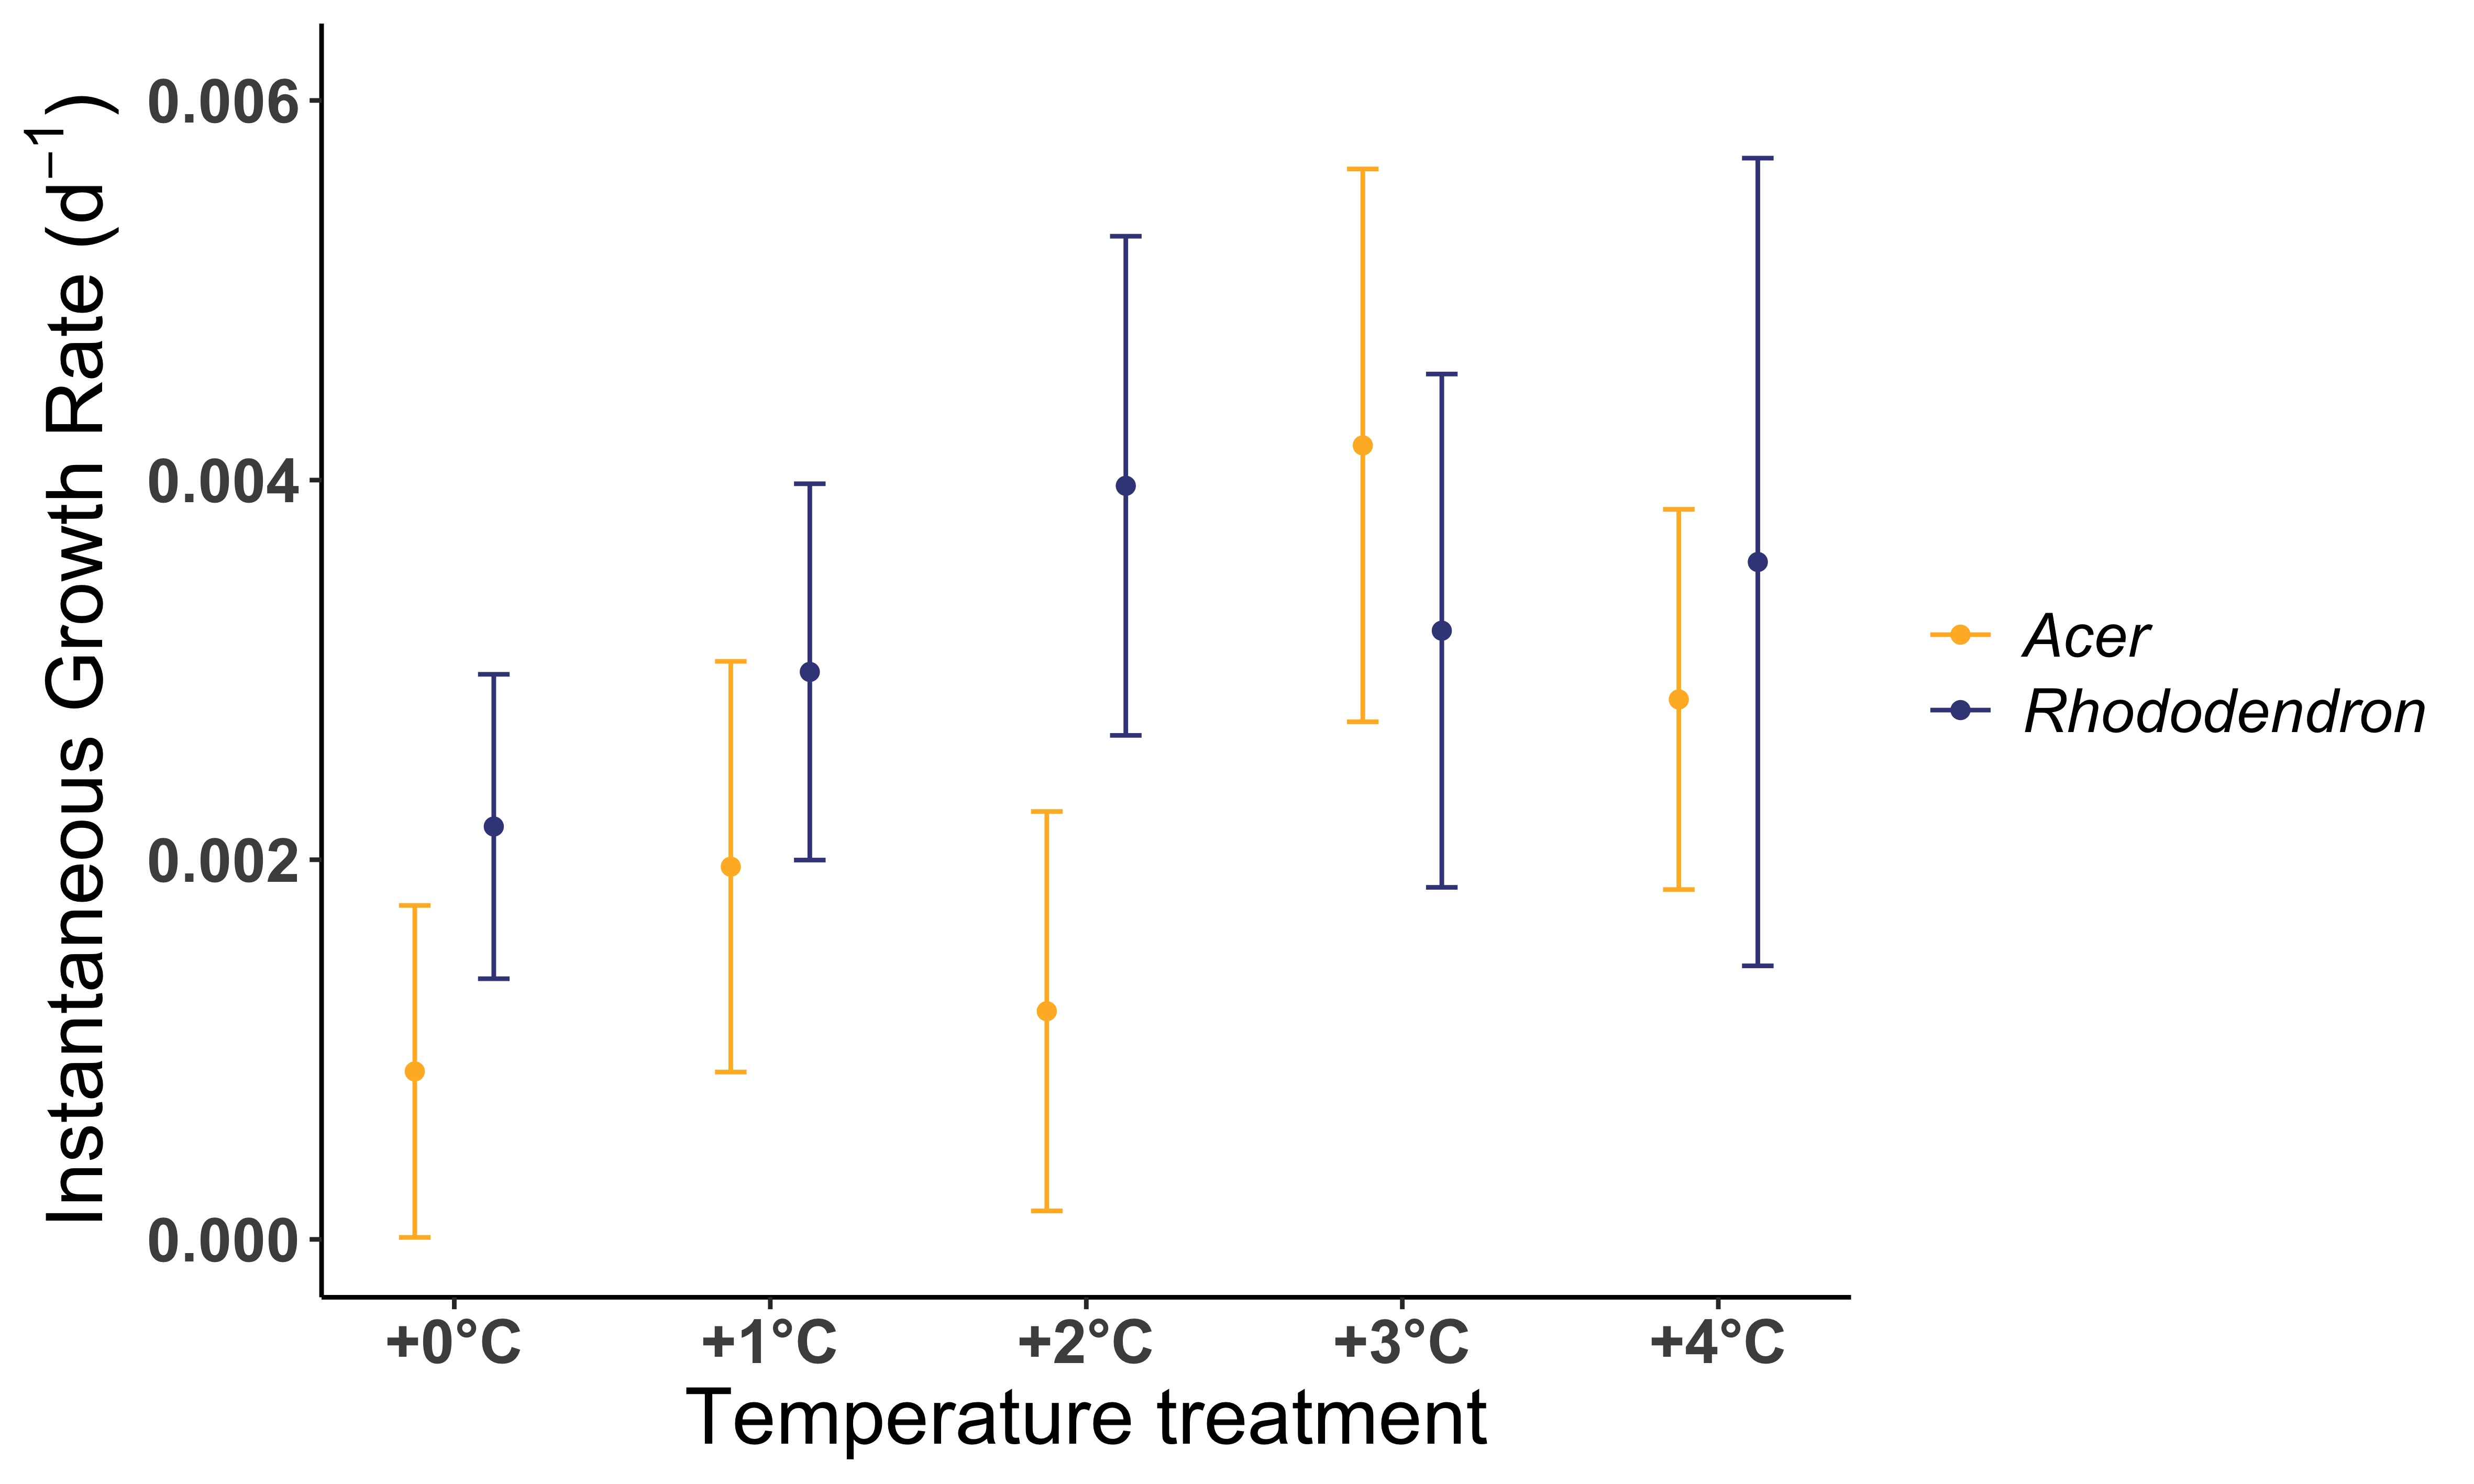 Instantaneous Growth Rate (d⁻¹)
0.006
0.004
0.002
0.000
+0°C +1°C +2°C +3°C +4°C
Temperature treatment
Acer
Rhododendron